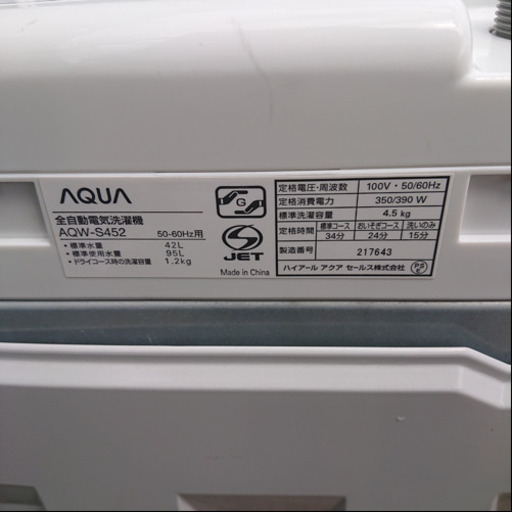 AQUA
全自動電気洗濯機
AQW-S452 50-60Hz用
・標準水量 42L
・標準使用水量 95L
・ドライコース時の洗濯容量 1.2kg
G
JET
Made in China
定格電圧・周波数 100V・50/60Hz
定格消費電力 350/390 W
標準洗濯容量 4.5 kg
定格時間 標準コース おいそぎコース 洗いのみ
34分 24分 15分
製造番号 217643
ハイアール アクア セールス株式会社
PSE